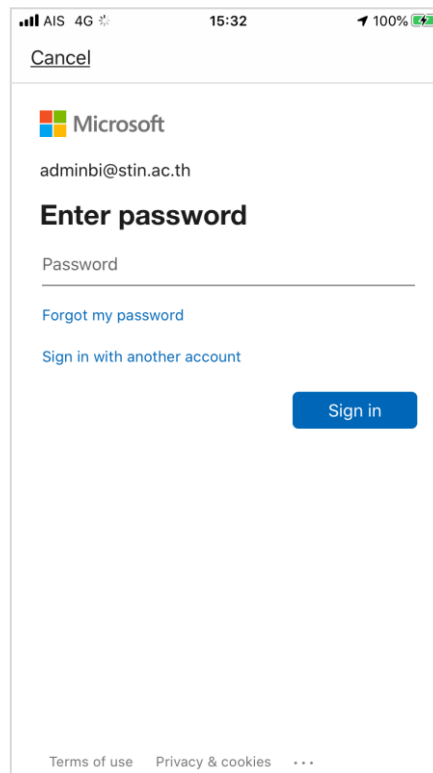 AIS 4G 15:32 100%
Cancel
Microsoft
adminbi@stin.ac.th
Enter password
Password
Forgot my password
Sign in with another account
Sign in
Terms of use Privacy & cookies ...